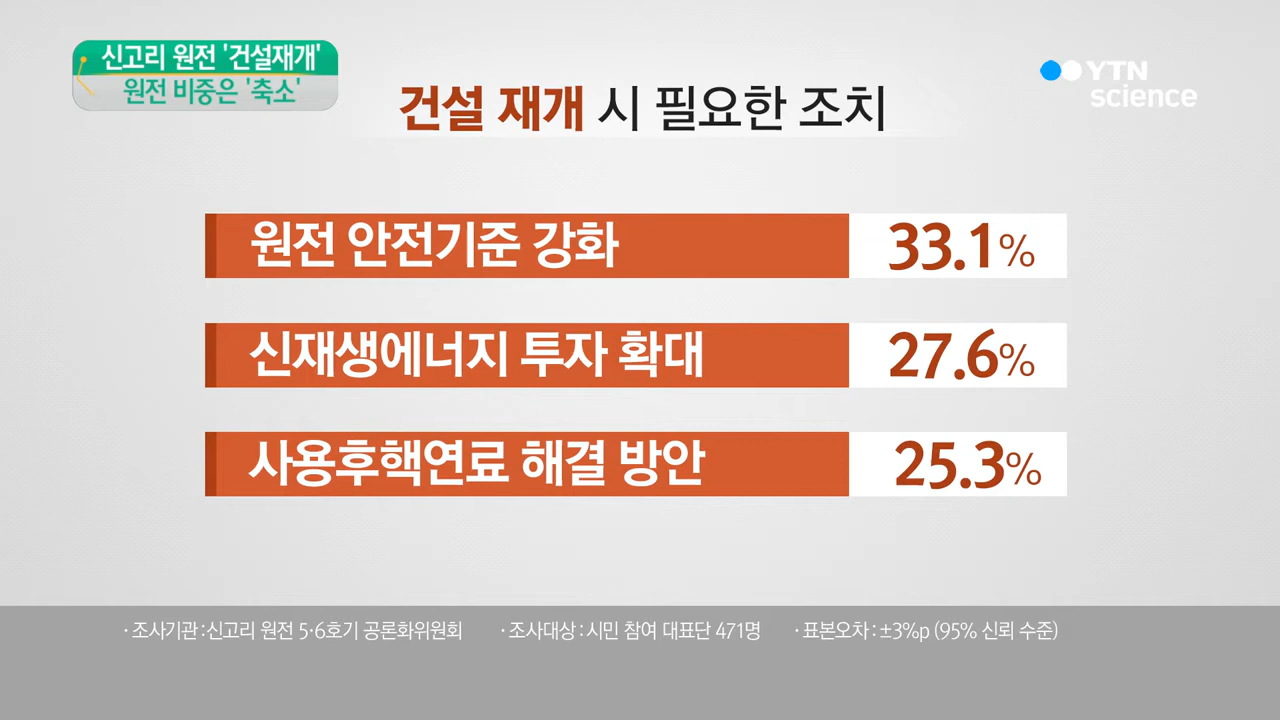 신고리 원전 '건설재개'
원전 비중은 '축소'
YTN
science
건설 재개 시 필요한 조치
원전 안전기준 강화 33.1%
신재생에너지 투자 확대 27.6%
사용후핵연료 해결 방안 25.3%
· 조사기관 : 신고리 원전 5·6호기 공론화위원회 · 조사대상 : 시민 참여 대표단 471명 · 표본오차 : ±3%p (95% 신뢰 수준)